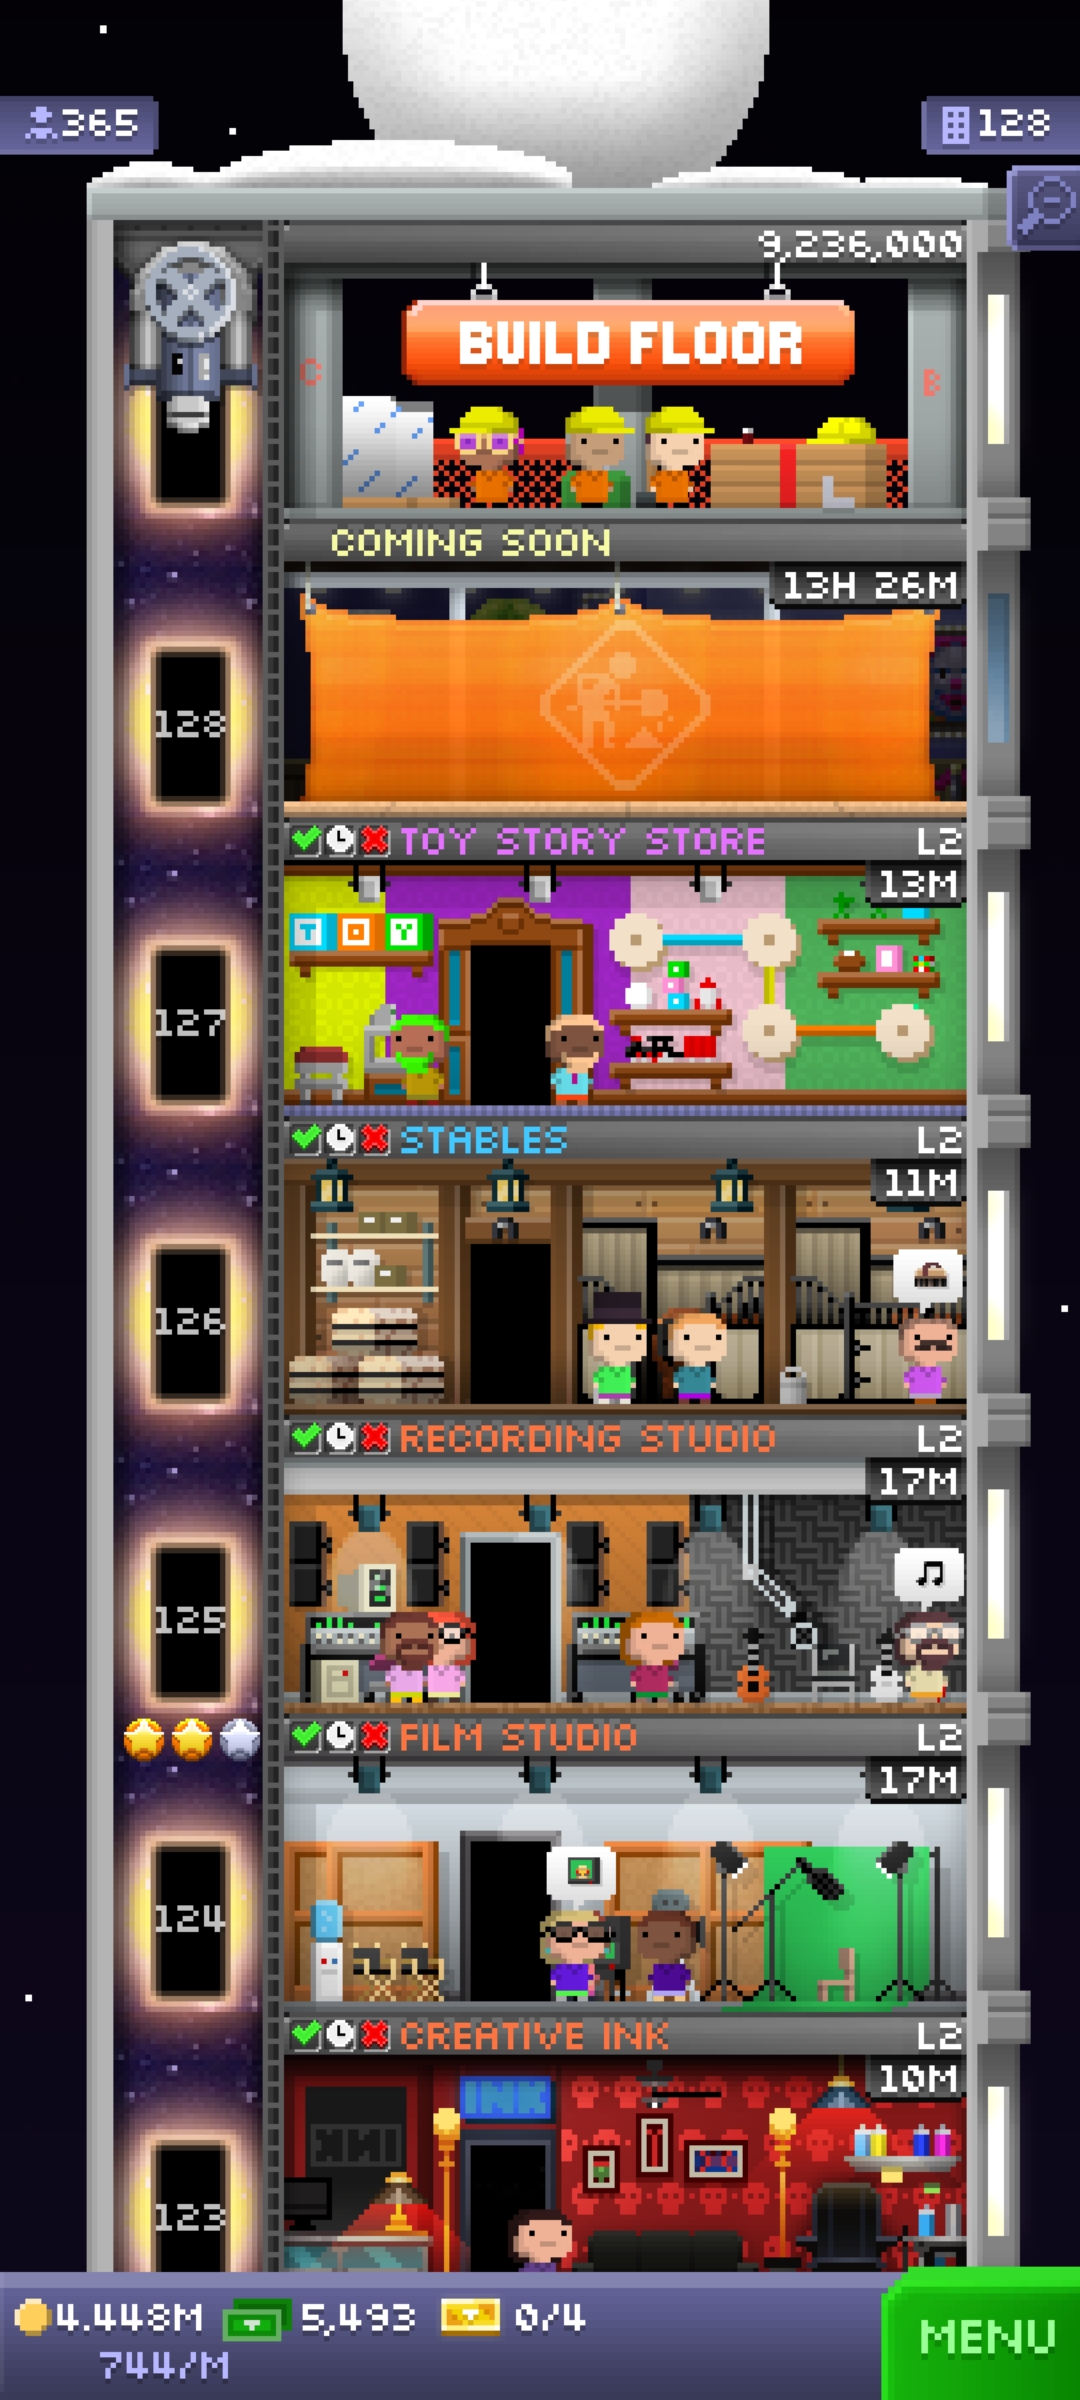 365
128
9,236,000
BUILD FLOOR
C
B
COMING SOON
13H 26M
128
TOY STORY STORE
L2
13M
T O Y
127
STABLES
L2
11M
126
RECORDING STUDIO
L2
17M
125
FILM STUDIO
L2
17M
124
CREATIVE INK
L2
10M
INK
INK
123
4.448M
5,493
0/4
744/M
MENU